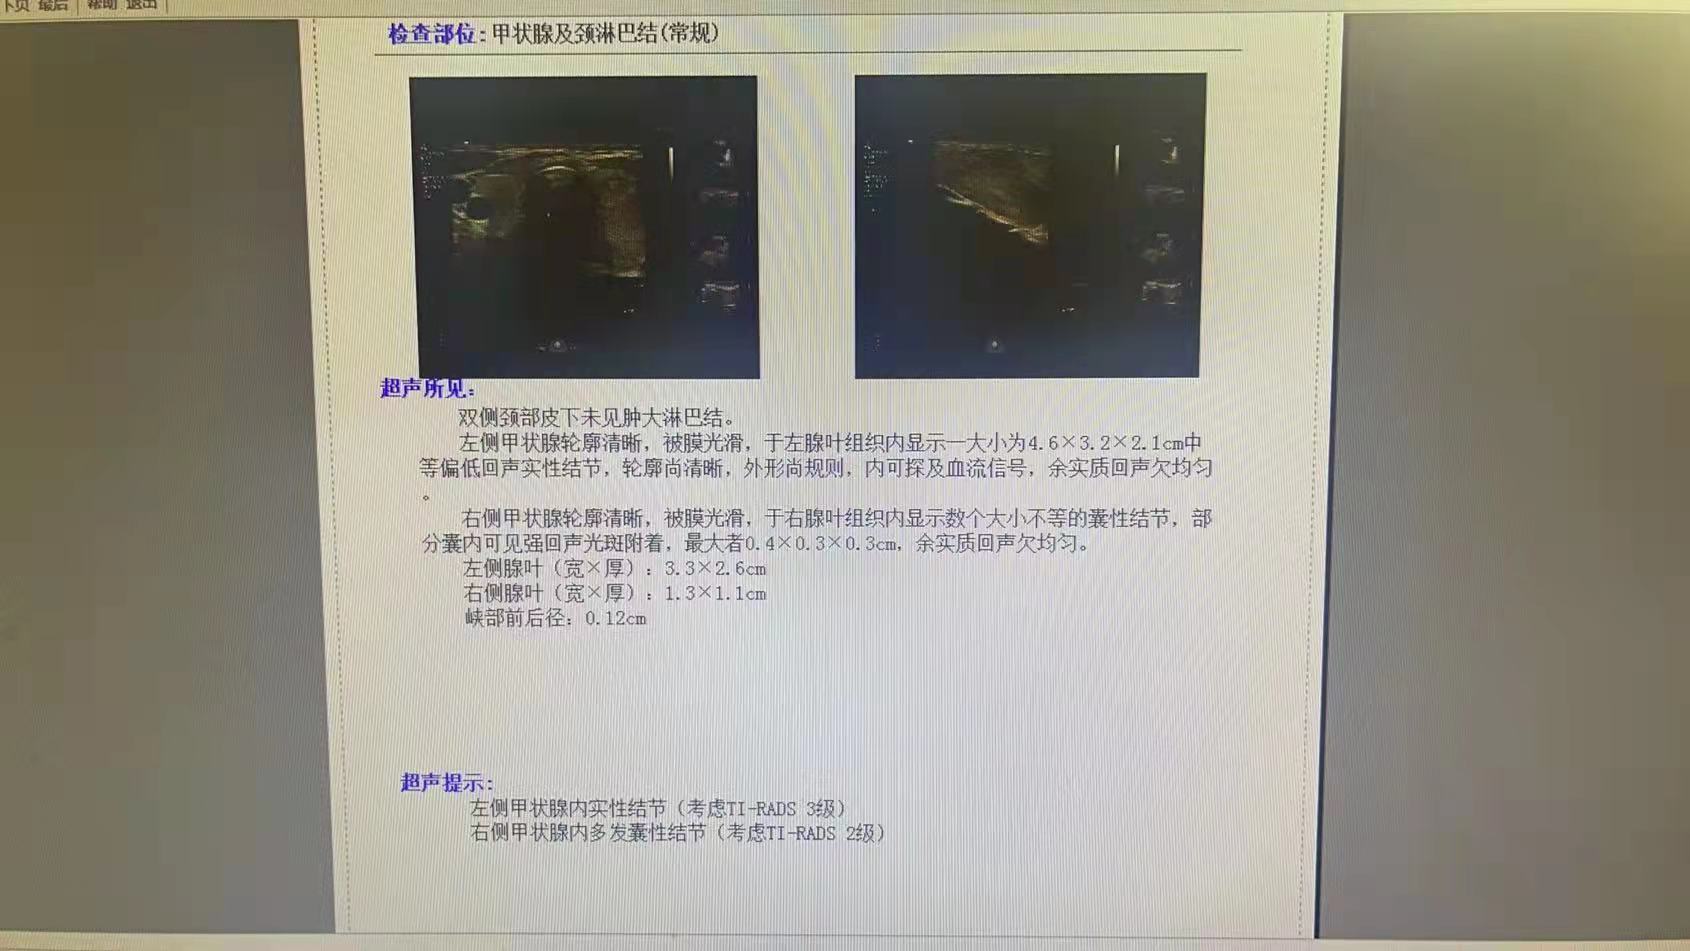 下页 最后 帮助 退出
检查部位：甲状腺及颈淋巴结(常规)
超声所见：
双侧颈部皮下未见肿大淋巴结。
左侧甲状腺轮廓清晰，被膜光滑，于左腺叶组织内显示一大小为4.6×3.2×2.1cm中
等偏低回声实性结节，轮廓尚清晰，外形尚规则，内可探及血流信号，余实质回声欠均匀
。
右侧甲状腺轮廓清晰，被膜光滑，于右腺叶组织内显示数个大小不等的囊性结节，部
分囊内可见强回声光斑附着，最大者0.4×0.3×0.3cm，余实质回声欠均匀。
左侧腺叶（宽×厚）：3.3×2.6cm
右侧腺叶（宽×厚）：1.3×1.1cm
峡部前后径：0.12cm
超声提示：
左侧甲状腺内实性结节（考虑TI-RADS 3级）
右侧甲状腺内多发囊性结节（考虑TI-RADS 2级）